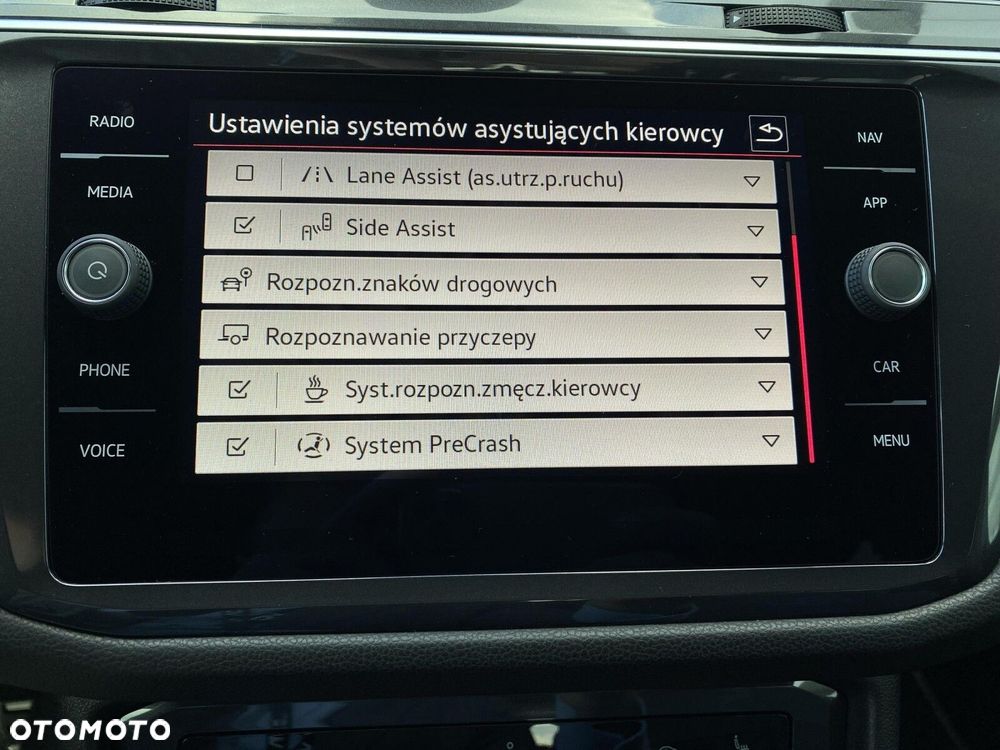 RADIO
MEDIA
PHONE
VOICE
Ustawienia systemów asystujących kierowcy
Lane Assist (as.utrz.p.ruchu)
Side Assist
Rozpozn.znaków drogowych
Rozpoznawanie przyczepy
Syst.rozpozn.zmęcz.kierowcy
System PreCrash
NAV
APP
CAR
MENU
OTOMOTO